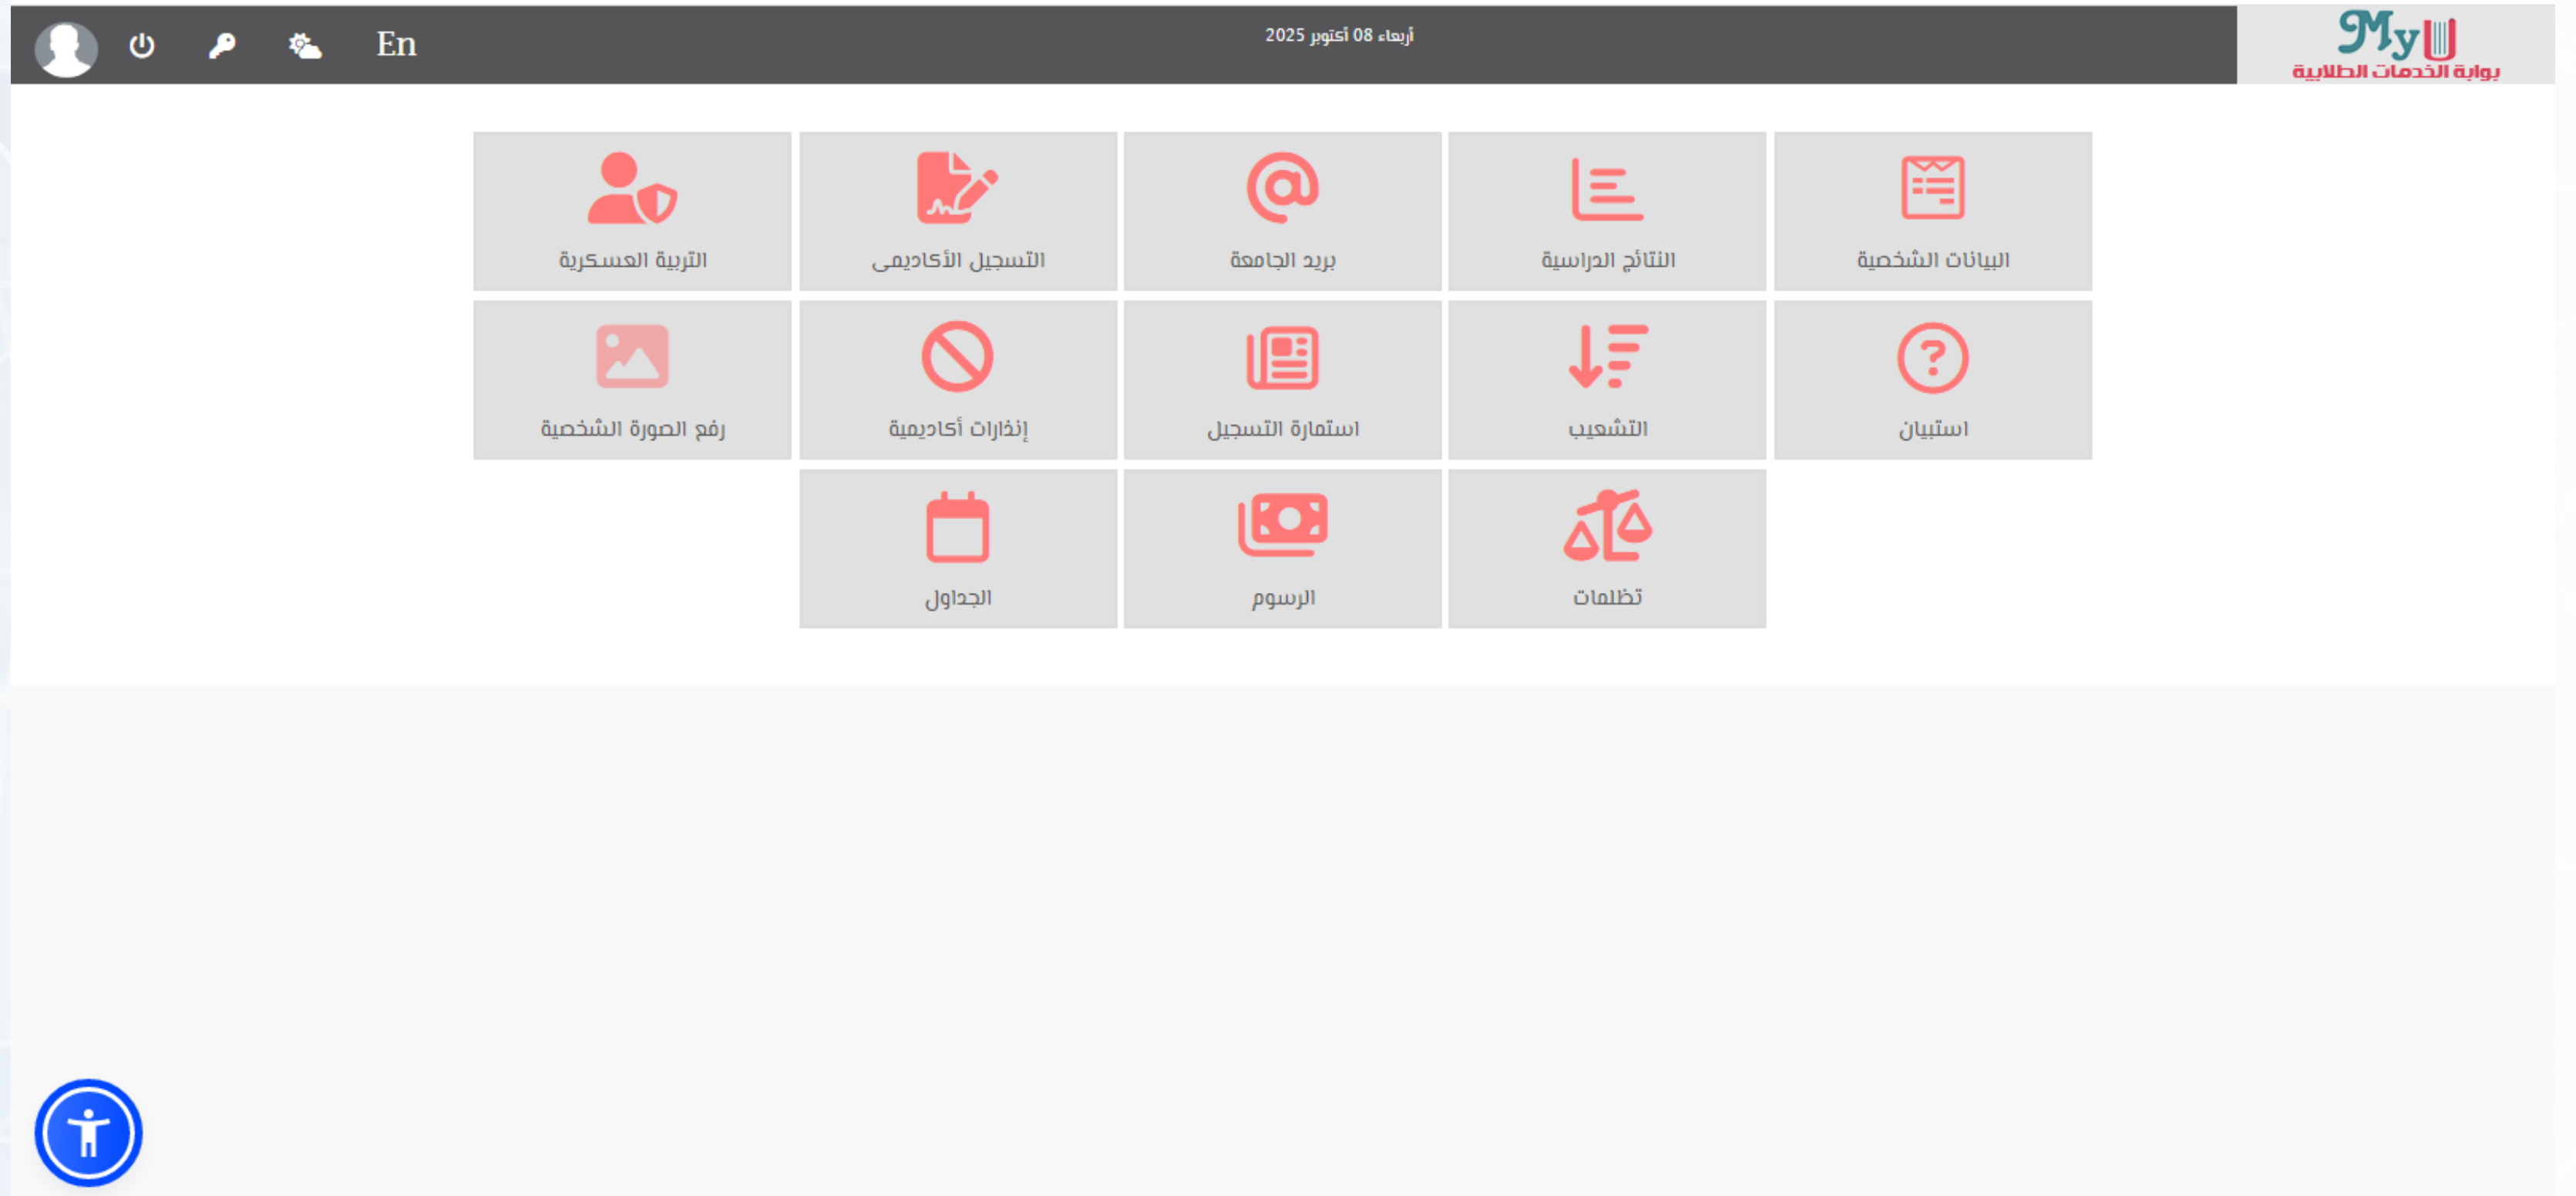 MyU
بوابة الخدمات الطلابية
أربعاء 08 أكتوبر 2025
En
البيانات الشخصية
النتائج الدراسية
بريد الجامعة
التسجيل الأكاديمى
التربية العسكرية
استبيان
التشعيب
استمارة التسجيل
إنذارات أكاديمية
رفع الصورة الشخصية
تظلمات
الرسوم
الجداول